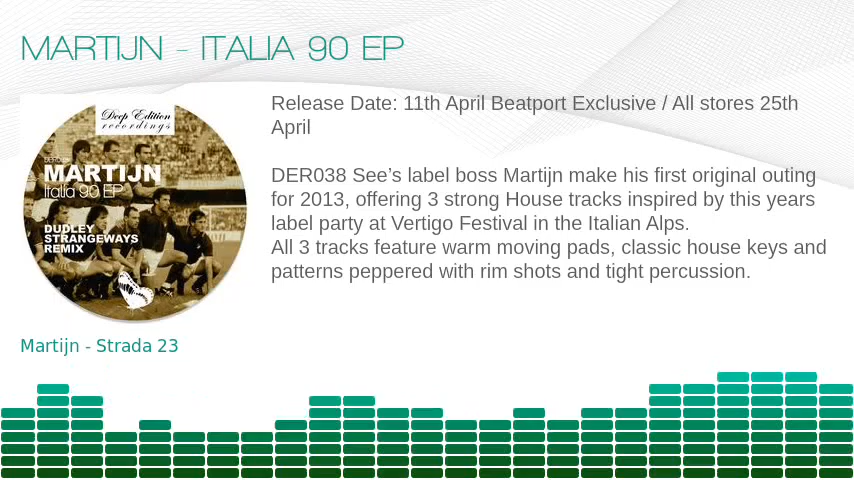 MARTIJN - ITALIA 90 EP
Release Date: 11th April Beatport Exclusive / All stores 25th
April
DER038 See’s label boss Martijn make his first original outing
for 2013, offering 3 strong House tracks inspired by this years
label party at Vertigo Festival in the Italian Alps.
All 3 tracks feature warm moving pads, classic house keys and
patterns peppered with rim shots and tight percussion.
Deep Edition
recordings
MARTIJN
Italia 90 EP
DUDLEY
STRANGEWAYS
REMIX
Martijn - Strada 23